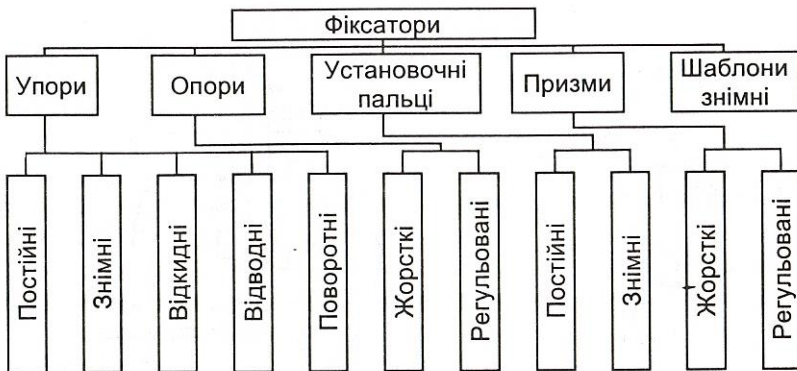 Фіксатори
Упори
Опори
Установочні
пальці
Призми
Шаблони
знімні
Постійні
Знімні
Відкидні
Відводні
Поворотні
Жорсткі
Регульовані
Постійні
Знімні
Жорсткі
Регульовані